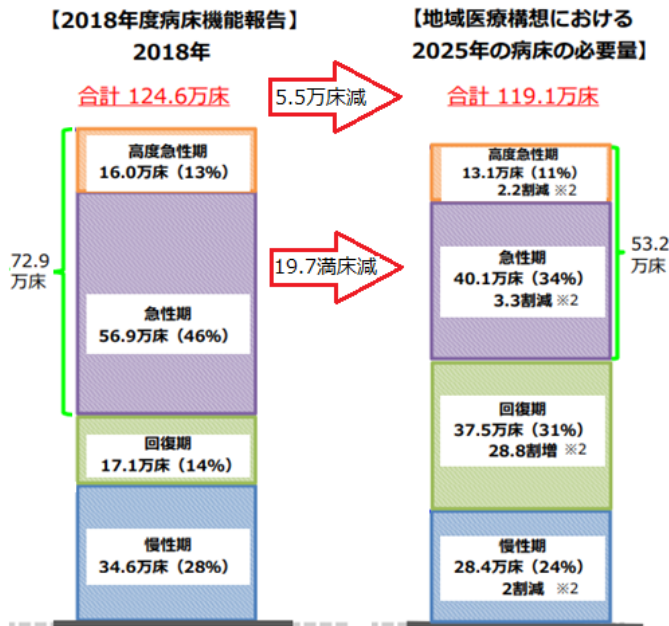 【2018年度病床機能報告】
2018年
合計 124.6万床
高度急性期
16.0万床（13%）
72.9
万床
急性期
56.9万床（46%）
回復期
17.1万床（14%）
慢性期
34.6万床（28%）
5.5万床減
19.7満床減
【地域医療構想における
2025年の病床の必要量】
合計 119.1万床
高度急性期
13.1万床（11%）
2.2割減 ※2
53.2
万床
急性期
40.1万床（34%）
3.3割減 ※2
回復期
37.5万床（31%）
28.8割増 ※2
慢性期
28.4万床（24%）
2割減 ※2